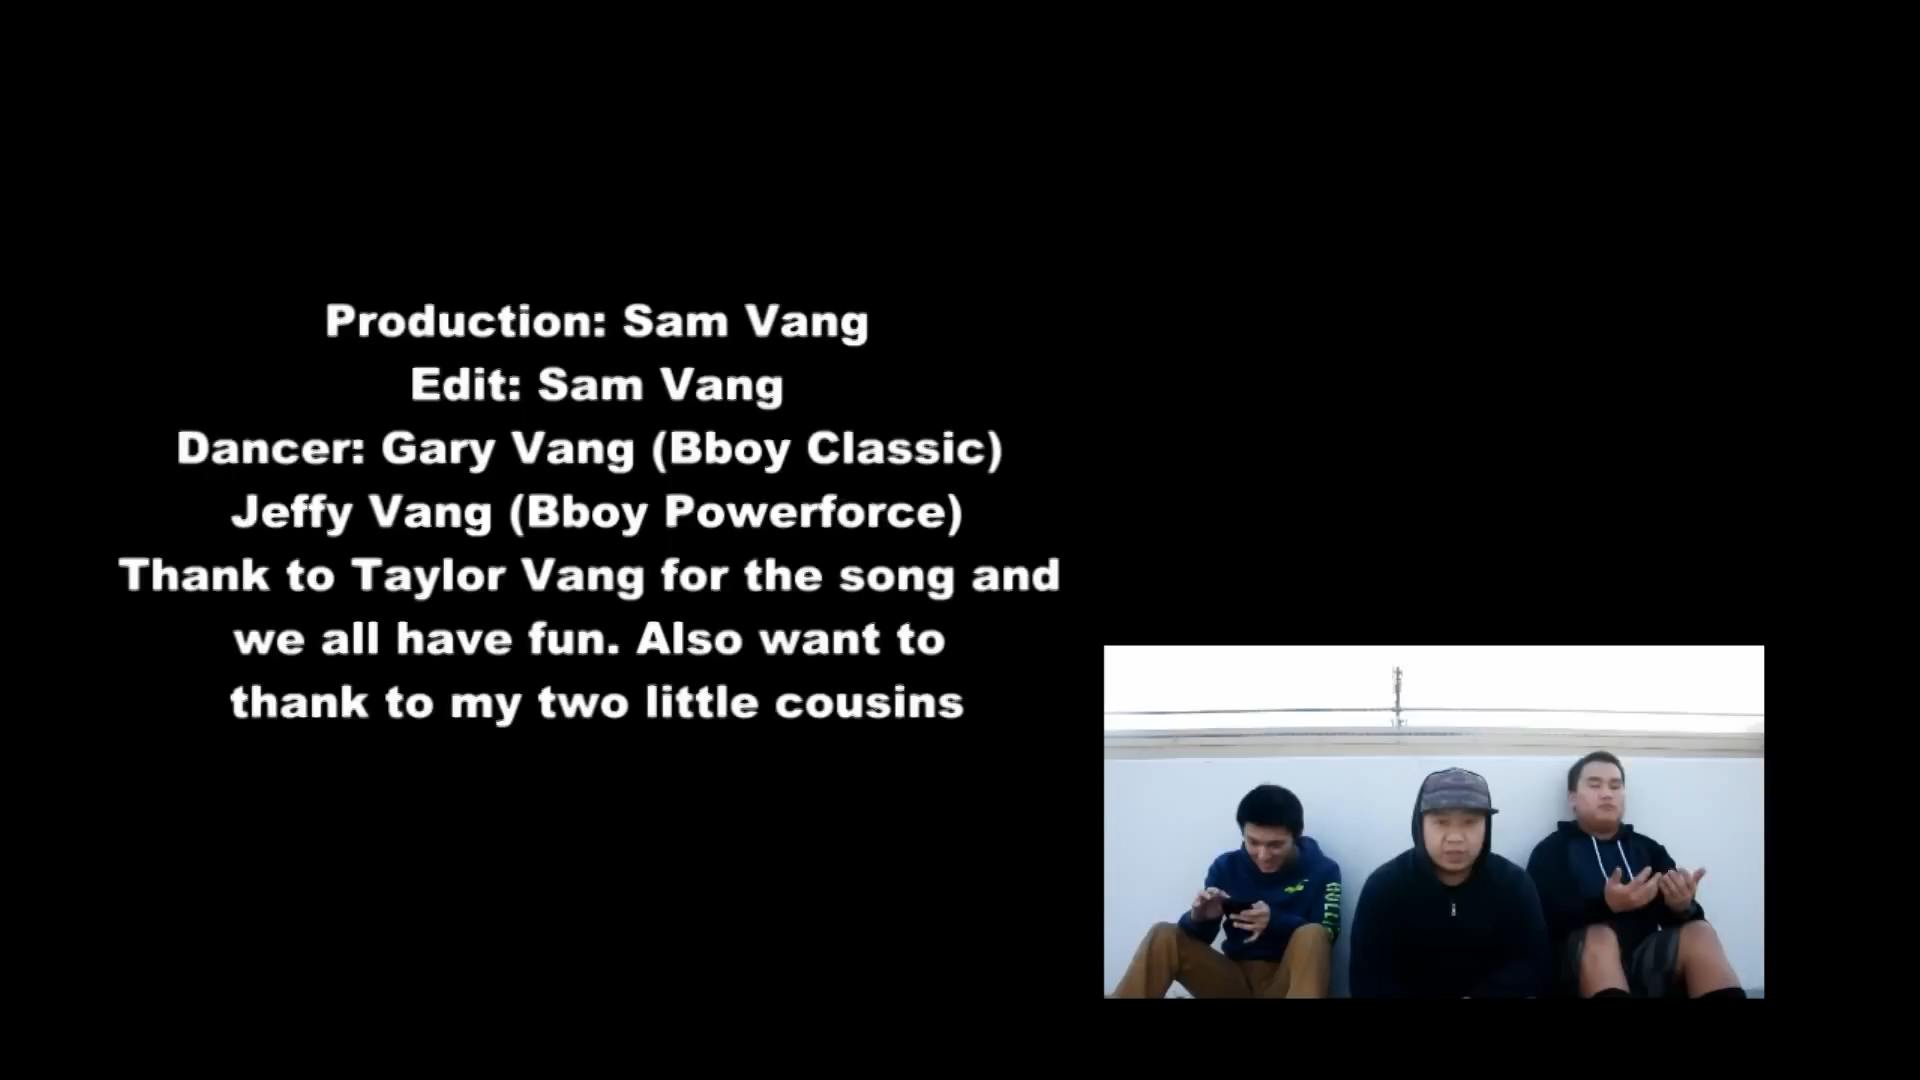 Production: Sam Vang
Edit: Sam Vang
Dancer: Gary Vang (Bboy Classic)
Jeffy Vang (Bboy Powerforce)
Thank to Taylor Vang for the song and
we all have fun. Also want to
thank to my two little cousins